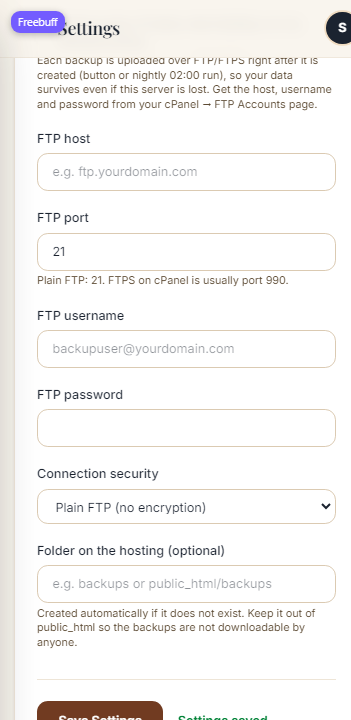 Freebuff
Settings
S
Each backup is uploaded over FTP/FTPS right after it is
created (button or nightly 02:00 run), so your data
survives even if this server is lost. Get the host, username
and password from your cPanel → FTP Accounts page.
FTP host
e.g. ftp.yourdomain.com
FTP port
21
Plain FTP: 21. FTPS on cPanel is usually port 990.
FTP username
backupuser@yourdomain.com
FTP password
Connection security
Plain FTP (no encryption)
Folder on the hosting (optional)
e.g. backups or public_html/backups
Created automatically if it does not exist. Keep it out of
public_html so the backups are not downloadable by
anyone.
Save Settings
Settings saved